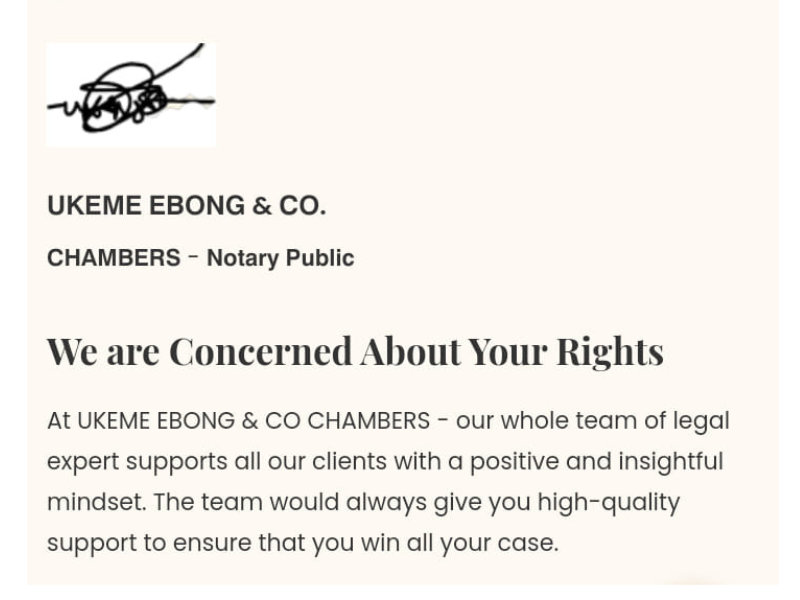 UKEME EBONG & CO.
CHAMBERS - Notary Public
We are Concerned About Your Rights
At UKEME EBONG & CO CHAMBERS - our whole team of legal
expert supports all our clients with a positive and insightful
mindset. The team would always give you high-quality
support to ensure that you win all your case.